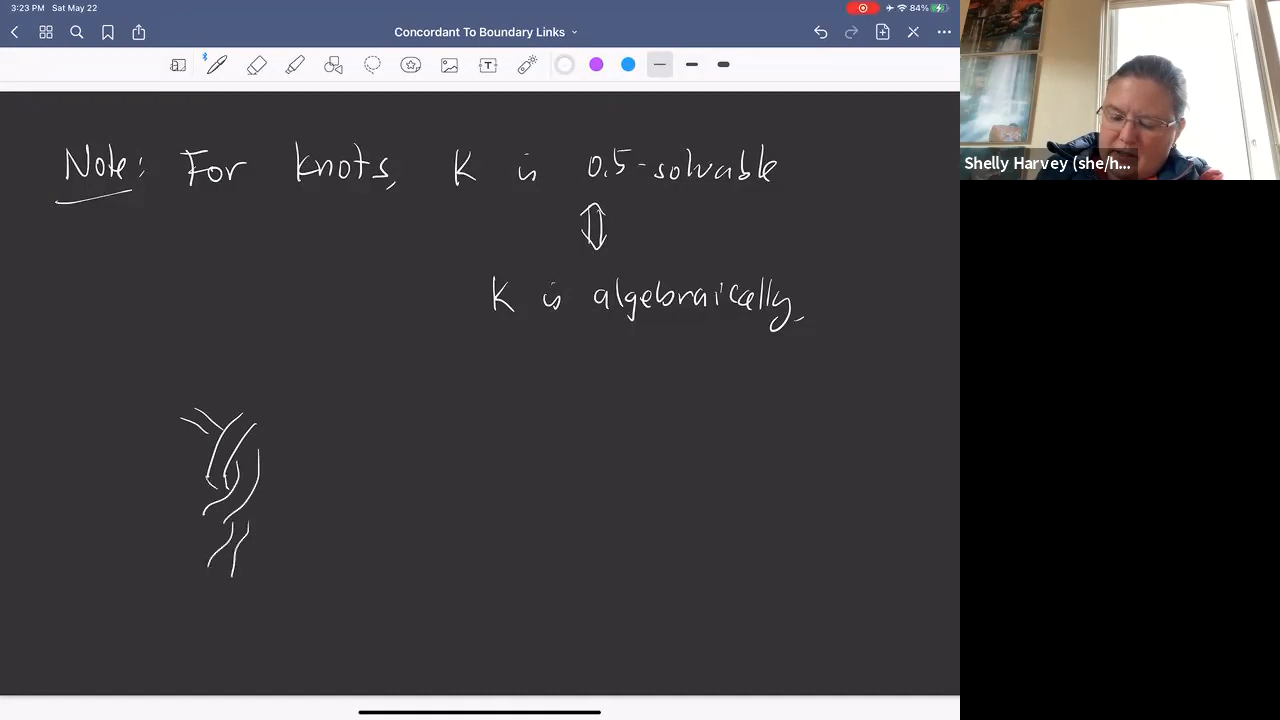 3:23 PM Sat May 22
84%
Concordant To Boundary Links
T
Note: For knots, K is 0.5-solvable
K is algebraically
Shelly Harvey (she/h...